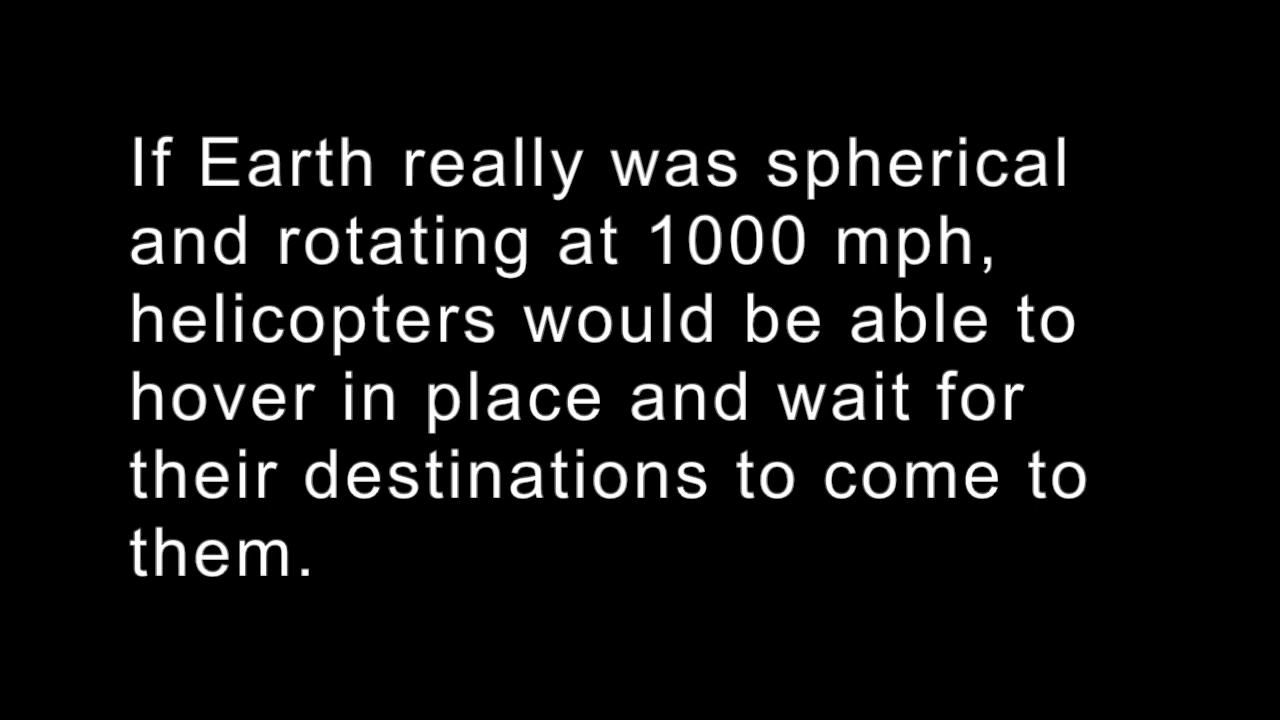 If Earth really was spherical
and rotating at 1000 mph,
helicopters would be able to
hover in place and wait for
their destinations to come to
them.